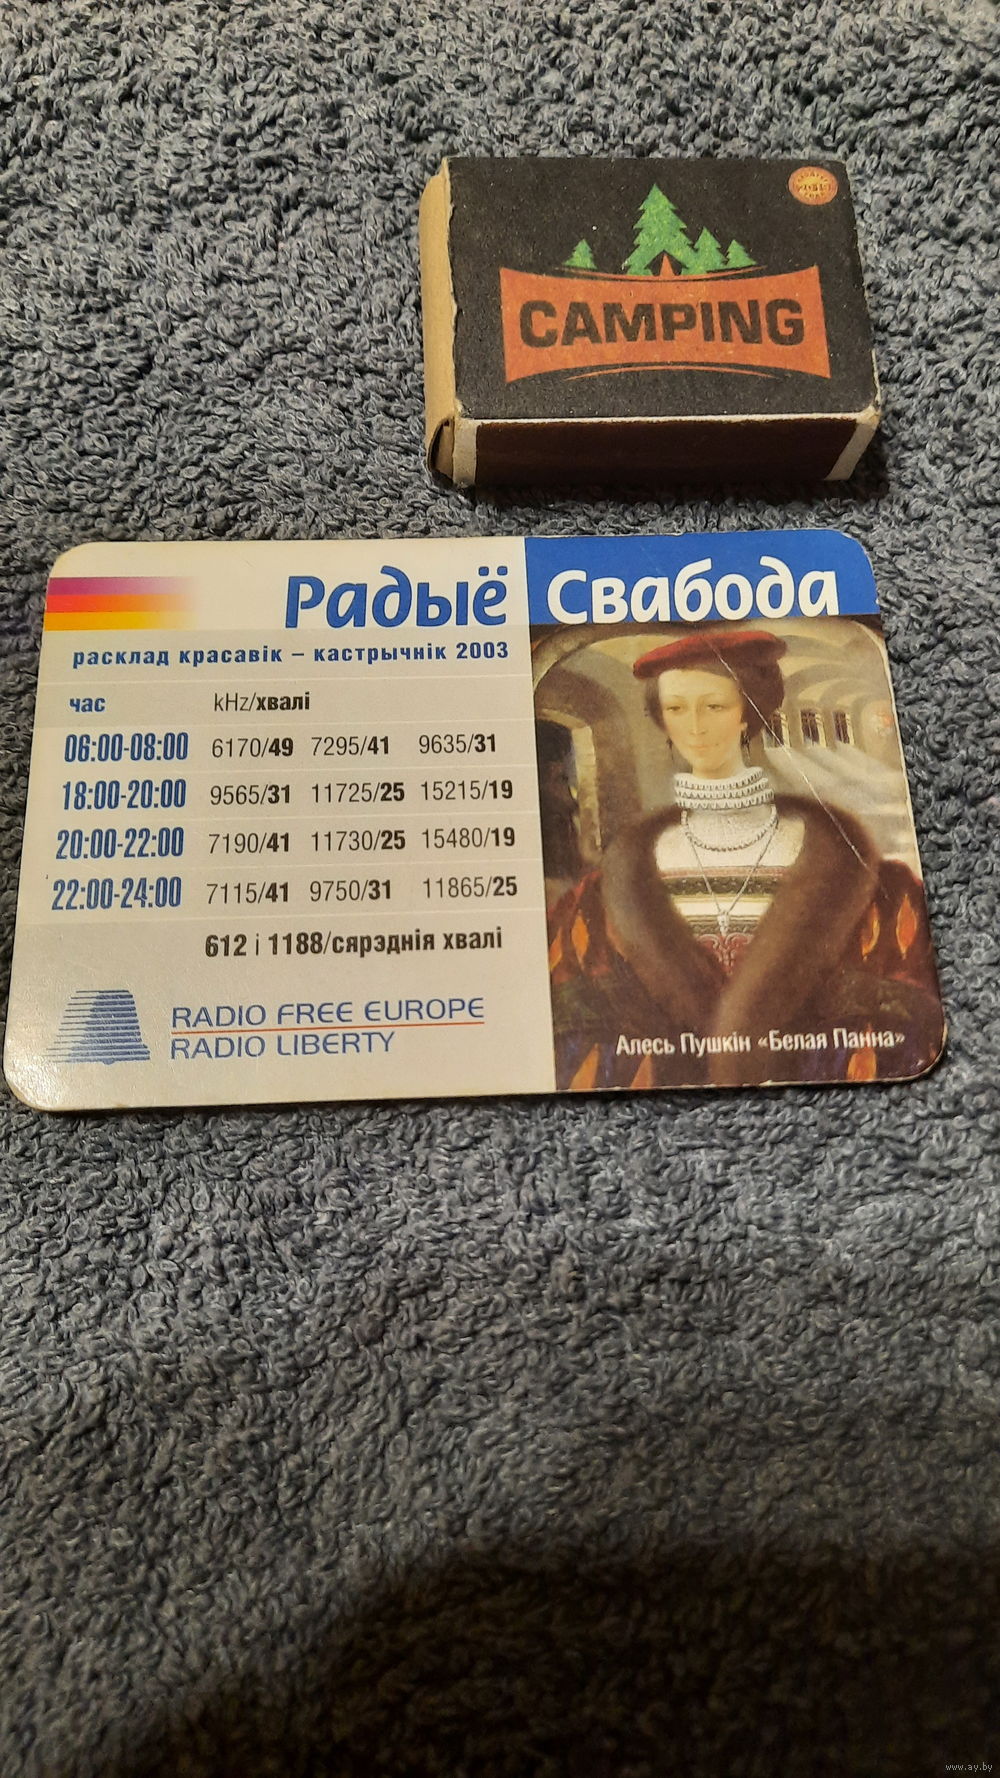 CAMPING
Радыё Свабода
расклад красавік – кастрычнік 2003
час kHz/хвалі
06:00-08:00 6170/49 7295/41 9635/31
18:00-20:00 9565/31 11725/25 15215/19
20:00-22:00 7190/41 11730/25 15480/19
22:00-24:00 7115/41 9750/31 11865/25
612 і 1188/сярэднія хвалі
RADIO FREE EUROPE
RADIO LIBERTY
Алесь Пушкін «Белая Панна»
www.ay.by